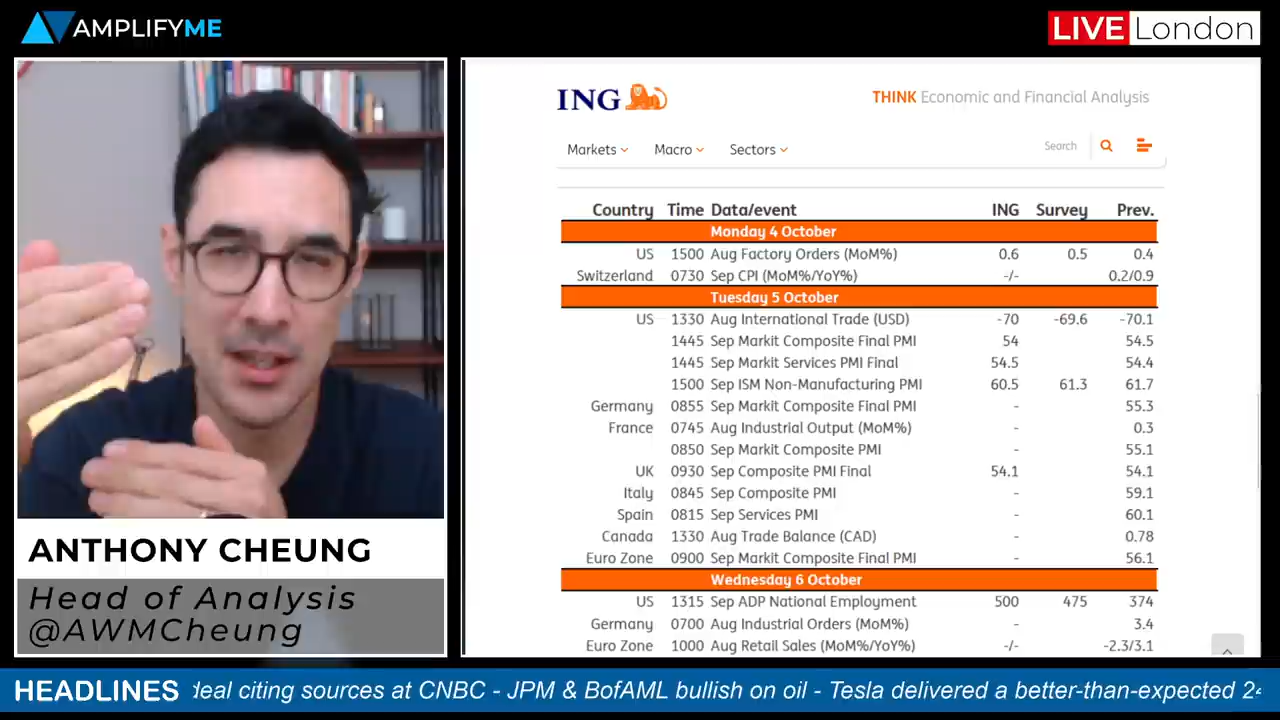 AMPLIFYME
LIVE London
ING
THINK Economic and Financial Analysis
Markets Macro Sectors
Search
Country Time Data/event ING Survey Prev.
Monday 4 October
US 1500 Aug Factory Orders (MoM%) 0.6 0.5 0.4
Switzerland 0730 Sep CPI (MoM%/YoY%) -/- 0.2/0.9
Tuesday 5 October
US 1330 Aug International Trade (USD) -70 -69.6 -70.1
1445 Sep Markit Composite Final PMI 54 54.5
1445 Sep Markit Services PMI Final 54.5 54.4
1500 Sep ISM Non-Manufacturing PMI 60.5 61.3 61.7
Germany 0855 Sep Markit Composite Final PMI - 55.3
France 0745 Aug Industrial Output (MoM%) - 0.3
0850 Sep Markit Composite PMI - 55.1
UK 0930 Sep Composite PMI Final 54.1 54.1
Italy 0845 Sep Composite PMI - 59.1
Spain 0815 Sep Services PMI - 60.1
Canada 1330 Aug Trade Balance (CAD) - 0.78
Euro Zone 0900 Sep Markit Composite Final PMI - 56.1
Wednesday 6 October
US 1315 Sep ADP National Employment 500 475 374
Germany 0700 Aug Industrial Orders (MoM%) - 3.4
Euro Zone 1000 Aug Retail Sales (MoM%/YoY%) -/- -2.3/3.1
ANTHONY CHEUNG
Head of Analysis
@AWMCheung
HEADLINES deal citing sources at CNBC - JPM & BofAML bullish on oil - Tesla delivered a better-than-expected 24